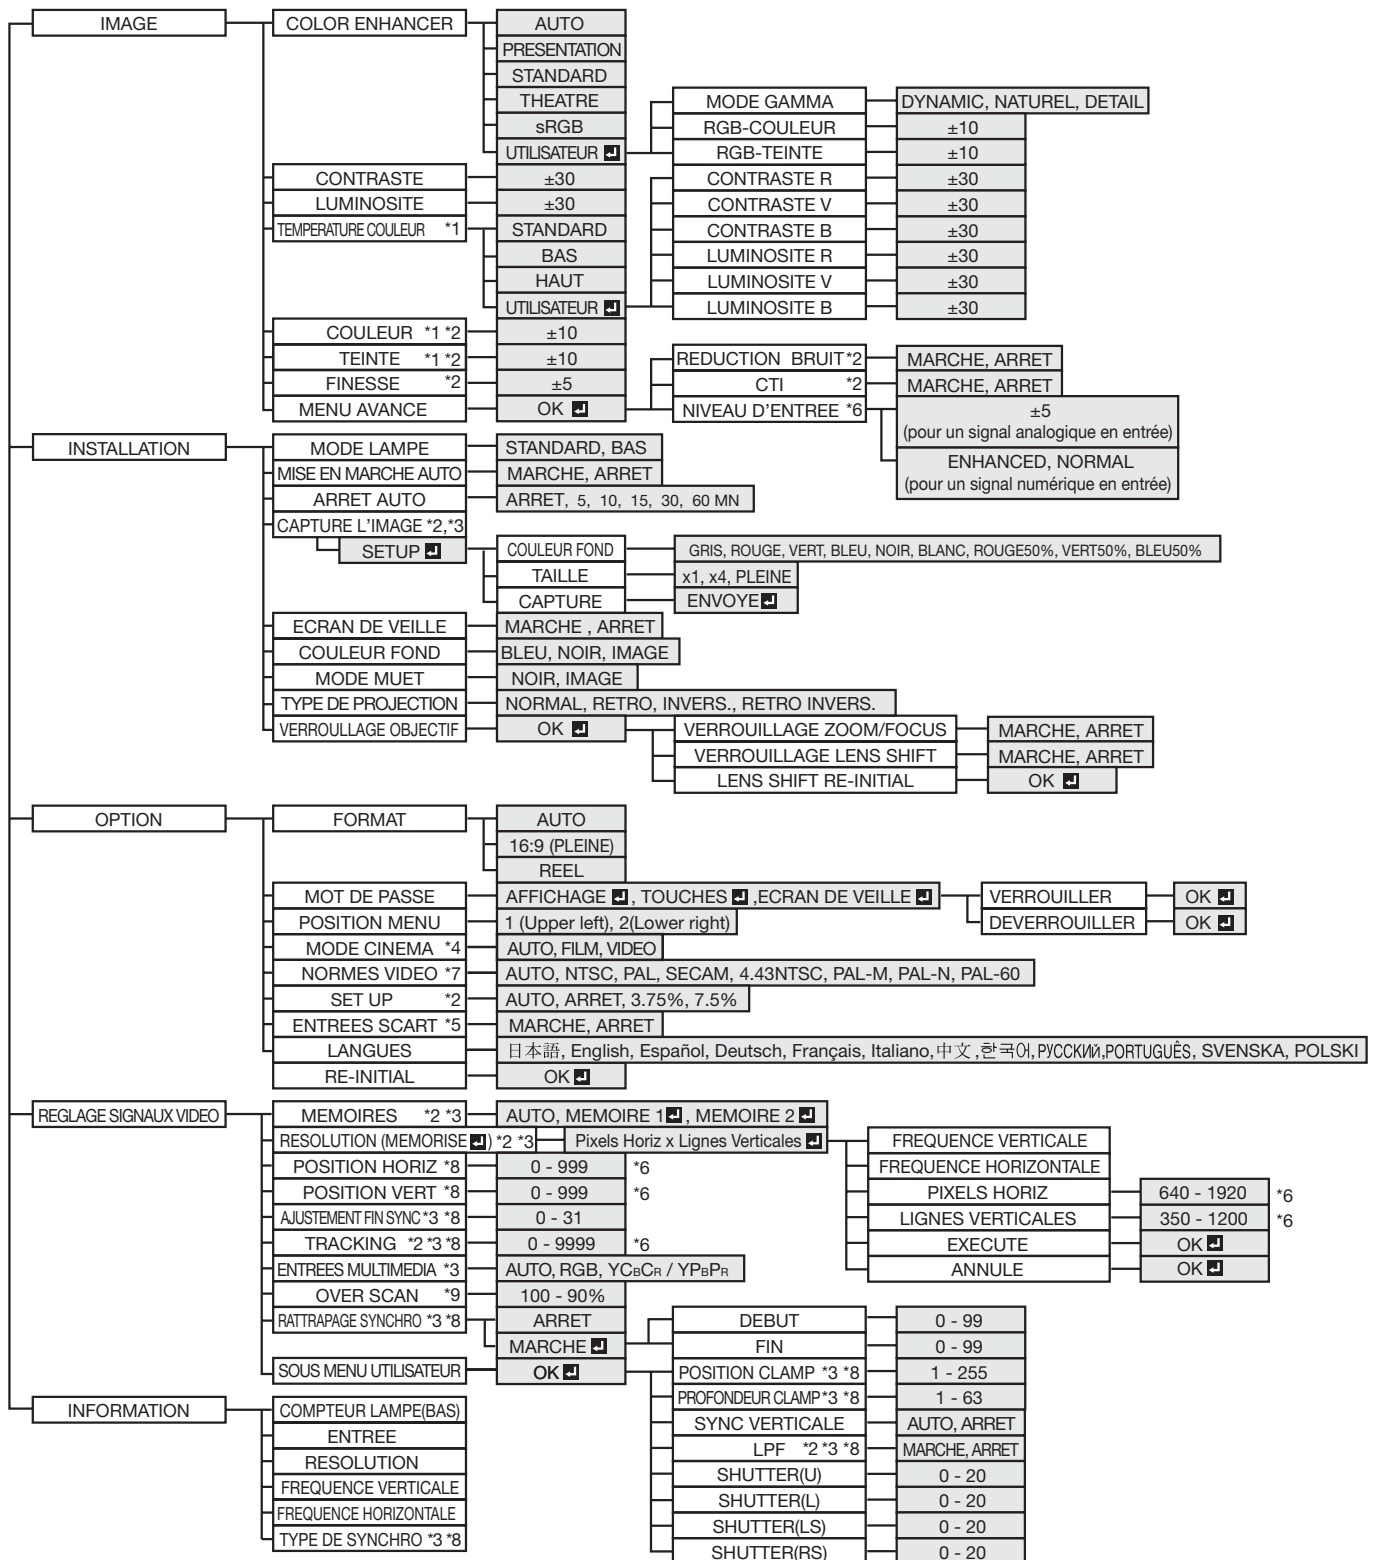 IMAGE
COLOR ENHANCER
AUTO
PRESENTATION
STANDARD
THEATRE
sRGB
UTILISATEUR
MODE GAMMA DYNAMIC, NATUREL, DETAIL
RGB-COULEUR ±10
RGB-TEINTE ±10
CONTRASTE ±30
LUMINOSITE ±30
TEMPERATURE COULEUR *1
STANDARD
BAS
HAUT
UTILISATEUR
CONTRASTE R ±30
CONTRASTE V ±30
CONTRASTE B ±30
LUMINOSITE R ±30
LUMINOSITE V ±30
LUMINOSITE B ±30
COULEUR *1 *2 ±10
TEINTE *1 *2 ±10
FINESSE *2 ±5
MENU AVANCE OK
REDUCTION BRUIT*2 MARCHE, ARRET
CTI *2 MARCHE, ARRET
NIVEAU D'ENTREE *6
±5
(pour un signal analogique en entrée)
ENHANCED, NORMAL
(pour un signal numérique en entrée)
INSTALLATION
MODE LAMPE STANDARD, BAS
MISE EN MARCHE AUTO MARCHE, ARRET
ARRET AUTO ARRET, 5, 10, 15, 30, 60 MN
CAPTURE L'IMAGE *2,*3
SETUP
COULEUR FOND GRIS, ROUGE, VERT, BLEU, NOIR, BLANC, ROUGE50%, VERT50%, BLEU50%
TAILLE x1, x4, PLEINE
CAPTURE ENVOYE
ECRAN DE VEILLE MARCHE , ARRET
COULEUR FOND BLEU, NOIR, IMAGE
MODE MUET NOIR, IMAGE
TYPE DE PROJECTION NORMAL, RETRO, INVERS., RETRO INVERS.
VERROULLAGE OBJECTIF OK
VERROUILLAGE ZOOM/FOCUS MARCHE, ARRET
VERROUILLAGE LENS SHIFT MARCHE, ARRET
LENS SHIFT RE-INITIAL OK
OPTION
FORMAT
AUTO
16:9 (PLEINE)
REEL
MOT DE PASSE AFFICHAGE , TOUCHES ,ECRAN DE VEILLE
VERROUILLER OK
DEVERROUILLER OK
POSITION MENU 1 (Upper left), 2(Lower right)
MODE CINEMA *4 AUTO, FILM, VIDEO
NORMES VIDEO *7 AUTO, NTSC, PAL, SECAM, 4.43NTSC, PAL-M, PAL-N, PAL-60
SET UP *2 AUTO, ARRET, 3.75%, 7.5%
ENTREES SCART *5 MARCHE, ARRET
LANGUES 日本語, English, Español, Deutsch, Français, Italiano,中文,한국어,РУССКИЙ,PORTUGUÊS, SVENSKA, POLSKI
RE-INITIAL OK
REGLAGE SIGNAUX VIDEO
MEMOIRES *2 *3 AUTO, MEMOIRE 1 , MEMOIRE 2
RESOLUTION (MEMORISE ) *2 *3 Pixels Horiz x Lignes Verticales
FREQUENCE VERTICALE
FREQUENCE HORIZONTALE
PIXELS HORIZ 640 - 1920 *6
LIGNES VERTICALES 350 - 1200 *6
EXECUTE OK
ANNULE OK
POSITION HORIZ *8 0 - 999 *6
POSITION VERT *8 0 - 999 *6
AJUSTEMENT FIN SYNC*3 *8 0 - 31
TRACKING *2 *3 *8 0 - 9999 *6
ENTREES MULTIMEDIA *3 AUTO, RGB, YCBCR / YPBPR
OVER SCAN *9 100 - 90%
RATTRAPAGE SYNCHRO *3 *8
ARRET
MARCHE
DEBUT 0 - 99
FIN 0 - 99
SOUS MENU UTILISATEUR OK
POSITION CLAMP *3 *8 1 - 255
PROFONDEUR CLAMP*3 *8 1 - 63
SYNC VERTICALE AUTO, ARRET
LPF *2 *3 *8 MARCHE, ARRET
SHUTTER(U) 0 - 20
SHUTTER(L) 0 - 20
SHUTTER(LS) 0 - 20
SHUTTER(RS) 0 - 20
INFORMATION
COMPTEUR LAMPE(BAS)
ENTREE
RESOLUTION
FREQUENCE VERTICALE
FREQUENCE HORIZONTALE
TYPE DE SYNCHRO *3 *8